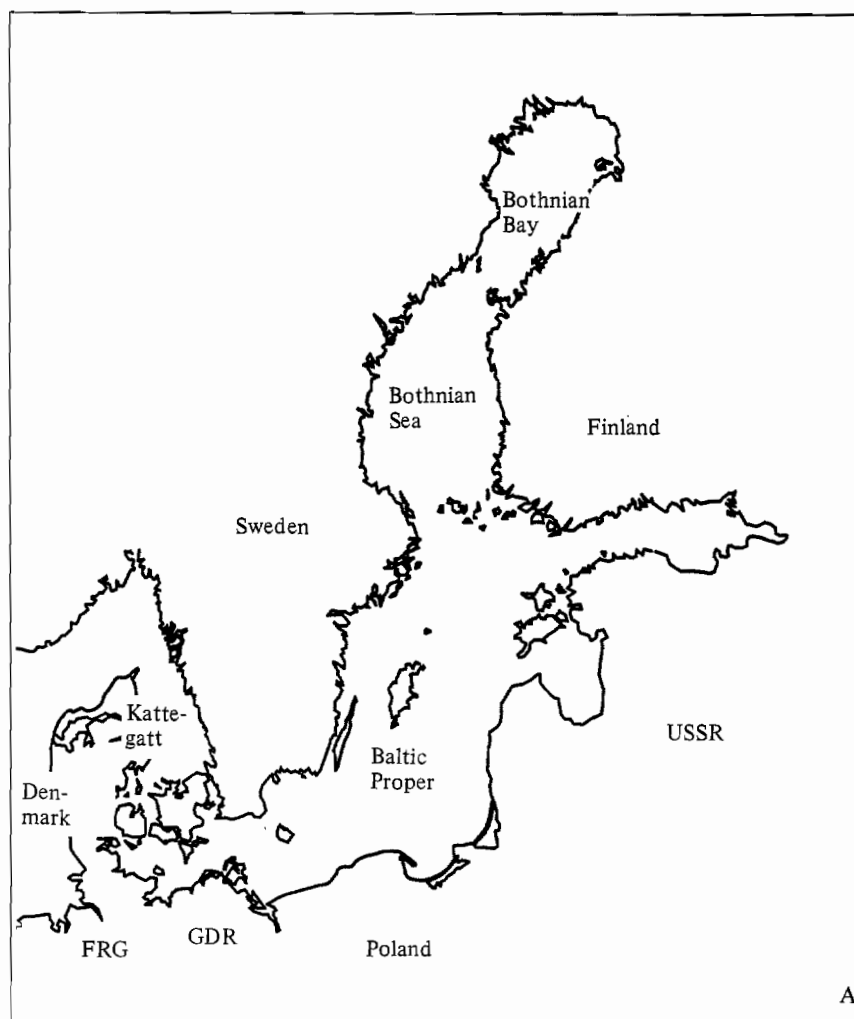 Bothnian
Bay
Bothnian
Sea
Finland
Sweden
Katte-
gatt
USSR
Baltic
Proper
Den-
mark
GDR
FRG
Poland
A